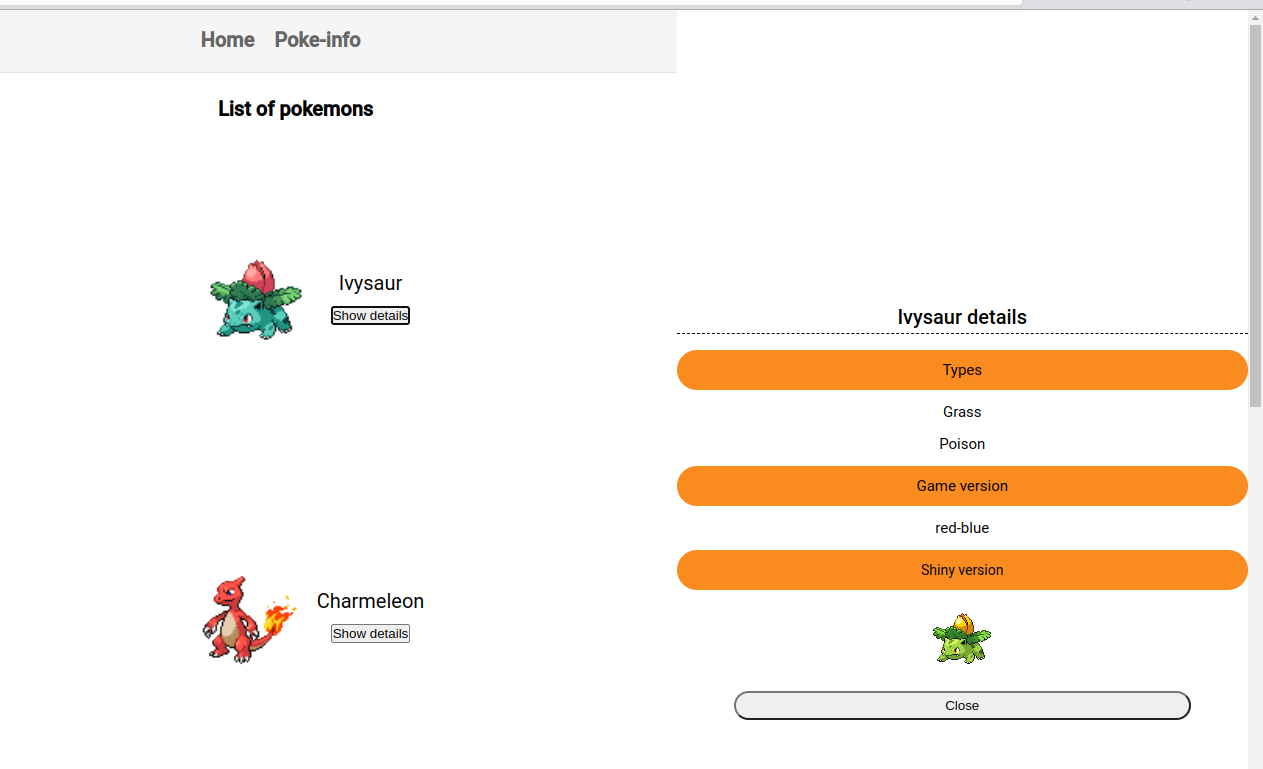 Home Poke-info
List of pokemons
Ivysaur
Show details
Charmeleon
Show details
Ivysaur details
Types
Grass
Poison
Game version
red-blue
Shiny version
Close